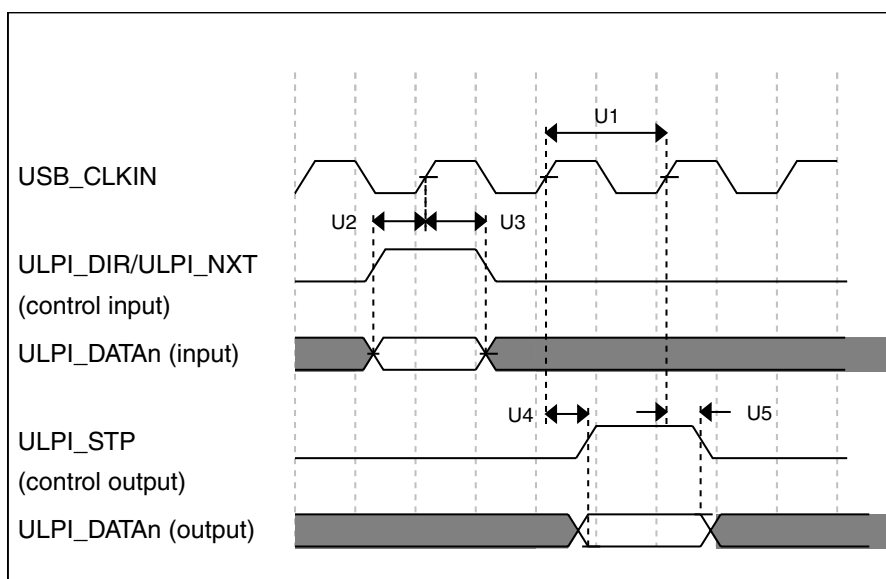 U1
USB_CLKIN
U2
U3
ULPI_DIR/ULPI_NXT
(control input)
ULPI_DATAn (input)
U4
U5
ULPI_STP
(control output)
ULPI_DATAn (output)